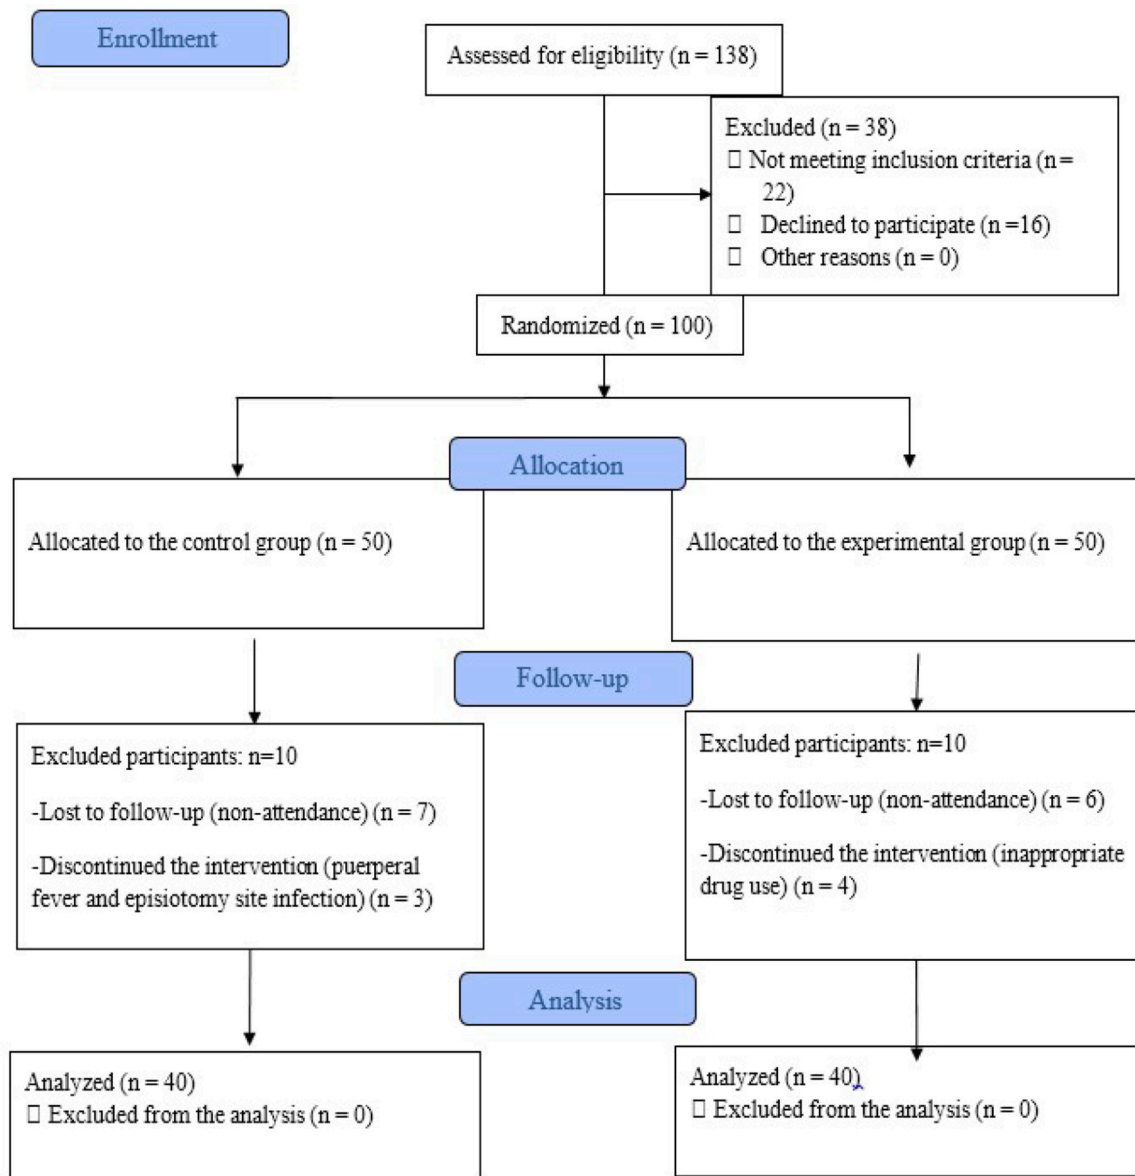 Enrollment
Assessed for eligibility (n = 138)
Excluded (n = 38)
☐ Not meeting inclusion criteria (n =
22)
☐ Declined to participate (n =16)
☐ Other reasons (n = 0)
Randomized (n = 100)
Allocation
Allocated to the control group (n = 50)
Allocated to the experimental group (n = 50)
Follow-up
Excluded participants: n=10
-Lost to follow-up (non-attendance) (n = 7)
-Discontinued the intervention (puerperal
fever and episiotomy site infection) (n = 3)
Excluded participants: n=10
-Lost to follow-up (non-attendance) (n = 6)
-Discontinued the intervention (inappropriate
drug use) (n = 4)
Analysis
Analyzed (n = 40)
☐ Excluded from the analysis (n = 0)
Analyzed (n = 40)
☐ Excluded from the analysis (n = 0)